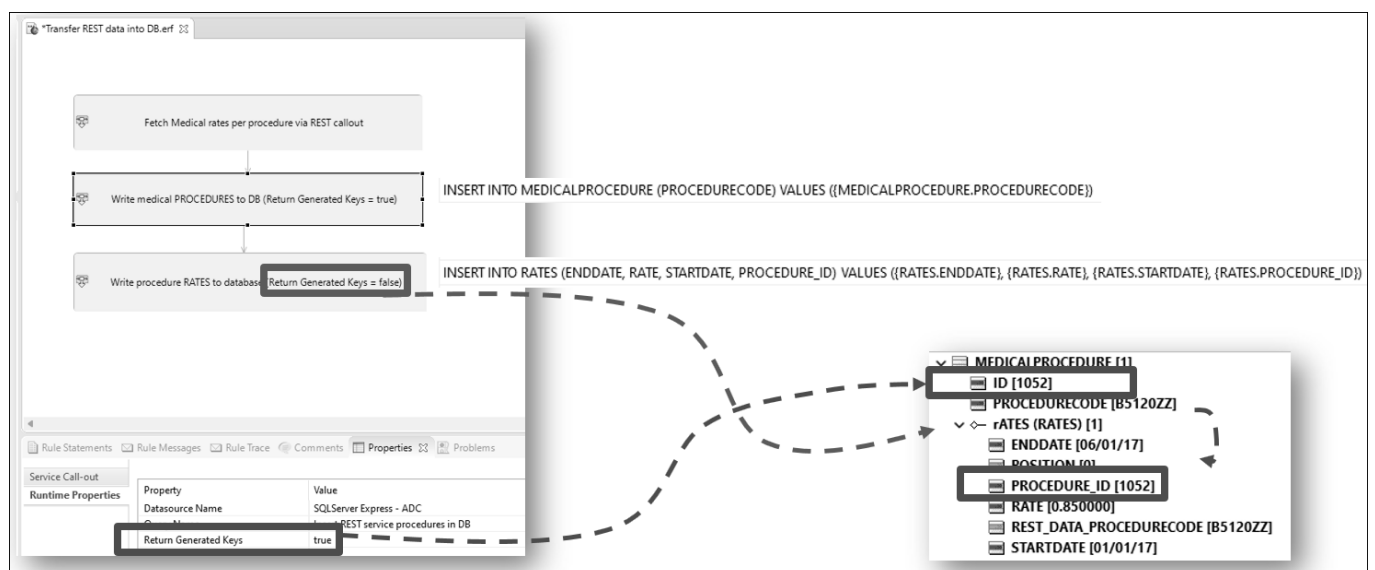 *Transfer REST data into DB.erf
Fetch Medical rates per procedure via REST callout
Write medical PROCEDURES to DB (Return Generated Keys = true)
INSERT INTO MEDICALPROCEDURE (PROCEDURECODE) VALUES ({MEDICALPROCEDURE.PROCEDURECODE})
Write procedure RATES to database (Return Generated Keys = false)
INSERT INTO RATES (ENDDATE, RATE, STARTDATE, PROCEDURE_ID) VALUES ({RATES.ENDDATE}, {RATES.RATE}, {RATES.STARTDATE}, {RATES.PROCEDURE_ID})
MEDICALPROCEDURE [1]
ID [1052]
PROCEDURECODE [B5120ZZ]
rATES (RATES) [1]
ENDDATE [06/01/17]
POSITION [0]
PROCEDURE_ID [1052]
RATE [0.850000]
REST_DATA_PROCEDURECODE [B5120ZZ]
STARTDATE [01/01/17]
Rule Statements Rule Messages Rule Trace Comments Properties Problems
Service Call-out
Runtime Properties
Property Value
Datasource Name SQLServer Express - ADC
REST service procedures in DB
Return Generated Keys true